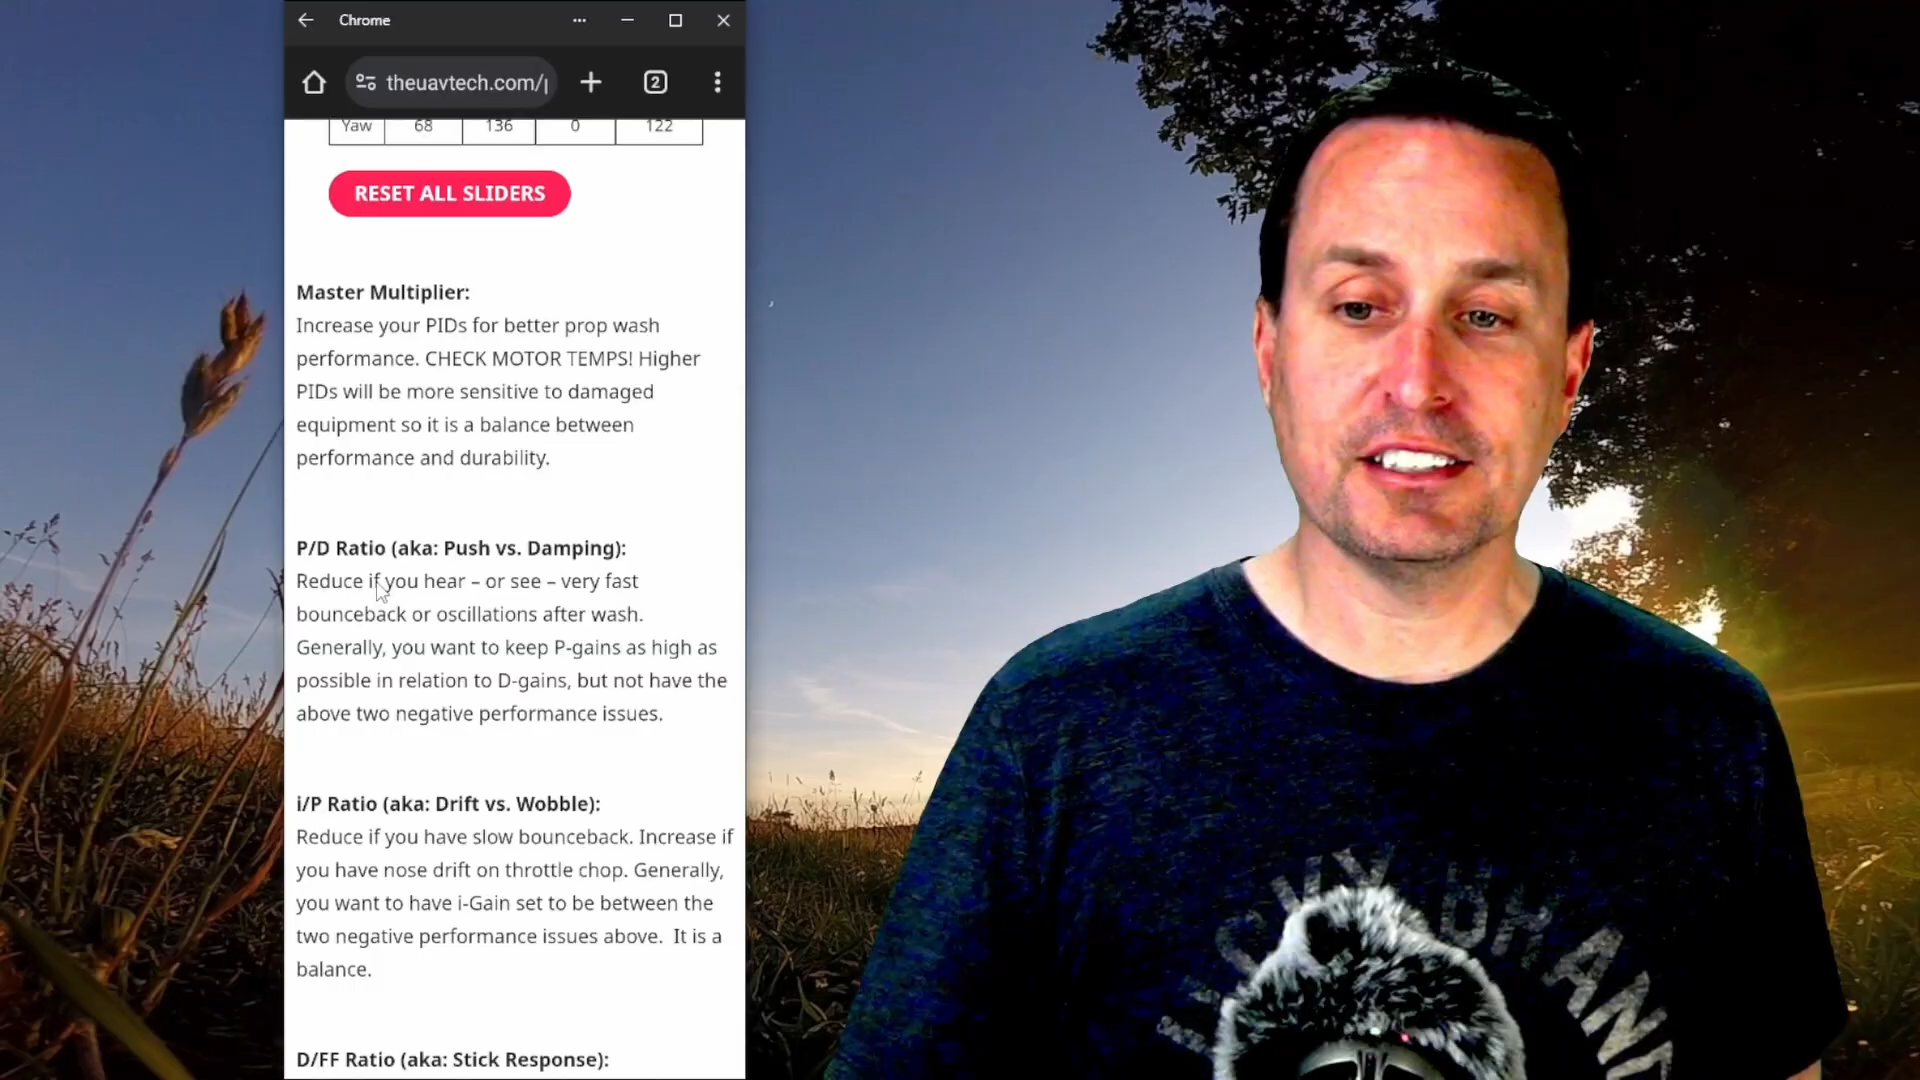 Chrome
theuavtech.com/
2
Yaw 68 136 0 122
RESET ALL SLIDERS
Master Multiplier:
Increase your PIDs for better prop wash
performance. CHECK MOTOR TEMPS! Higher
PIDs will be more sensitive to damaged
equipment so it is a balance between
performance and durability.
P/D Ratio (aka: Push vs. Damping):
Reduce if you hear – or see – very fast
bounceback or oscillations after wash.
Generally, you want to keep P-gains as high as
possible in relation to D-gains, but not have the
above two negative performance issues.
i/P Ratio (aka: Drift vs. Wobble):
Reduce if you have slow bounceback. Increase if
you have nose drift on throttle chop. Generally,
you want to have i-Gain set to be between the
two negative performance issues above.  It is a
balance.
D/FF Ratio (aka: Stick Response):